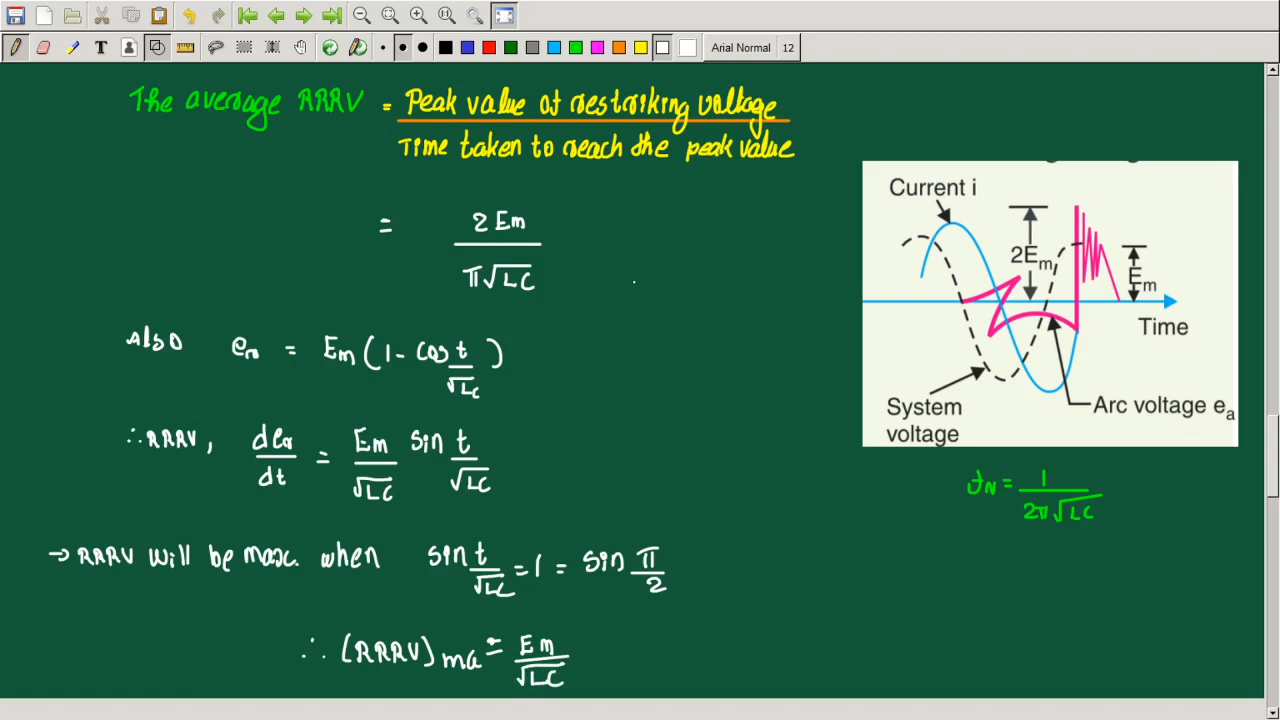 Arial Normal 12
The average RRRV = Peak value of restriking voltage
Time taken to reach the peak value
= 2Em
π√LC
Also er = Em (1 - cos t/√LC)
∴ RRRV, der/dt = Em/√LC sin t/√LC
→ RRRV will be max. when sin t/√LC = 1 = sin π/2
∴ (RRRV)ma = Em/√LC
Current i
2Em
Em
Time
System
voltage
Arc voltage ea
fN = 1/2π√LC